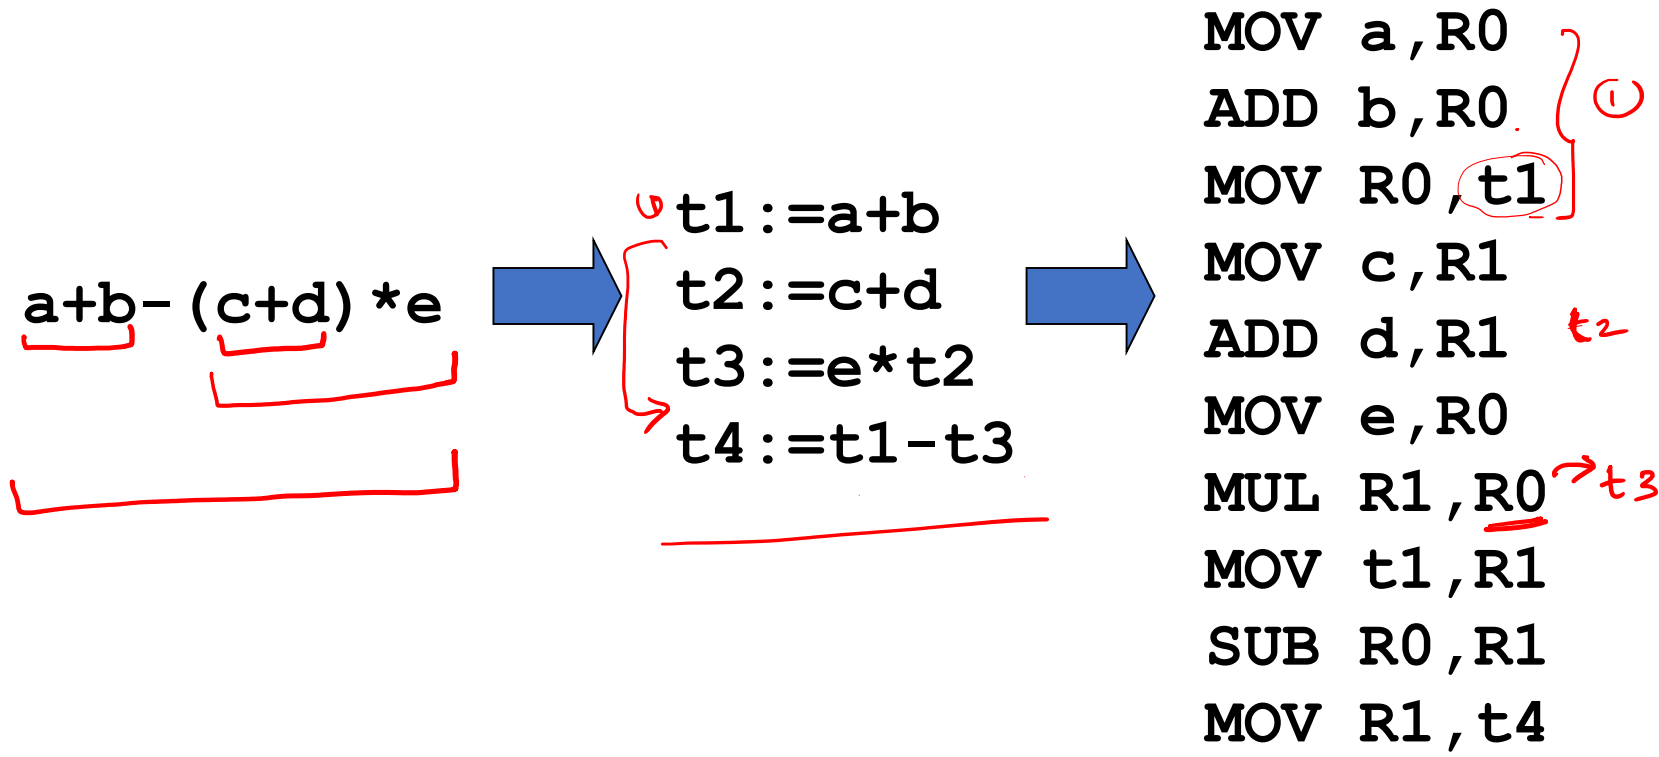 a+b-(c+d)*e
t1:=a+b
t2:=c+d
t3:=e*t2
t4:=t1-t3
MOV a,R0
ADD b,R0
MOV R0,t1
①
MOV c,R1
ADD d,R1 t2
MOV e,R0
MUL R1,R0 → t3
MOV t1,R1
SUB R0,R1
MOV R1,t4